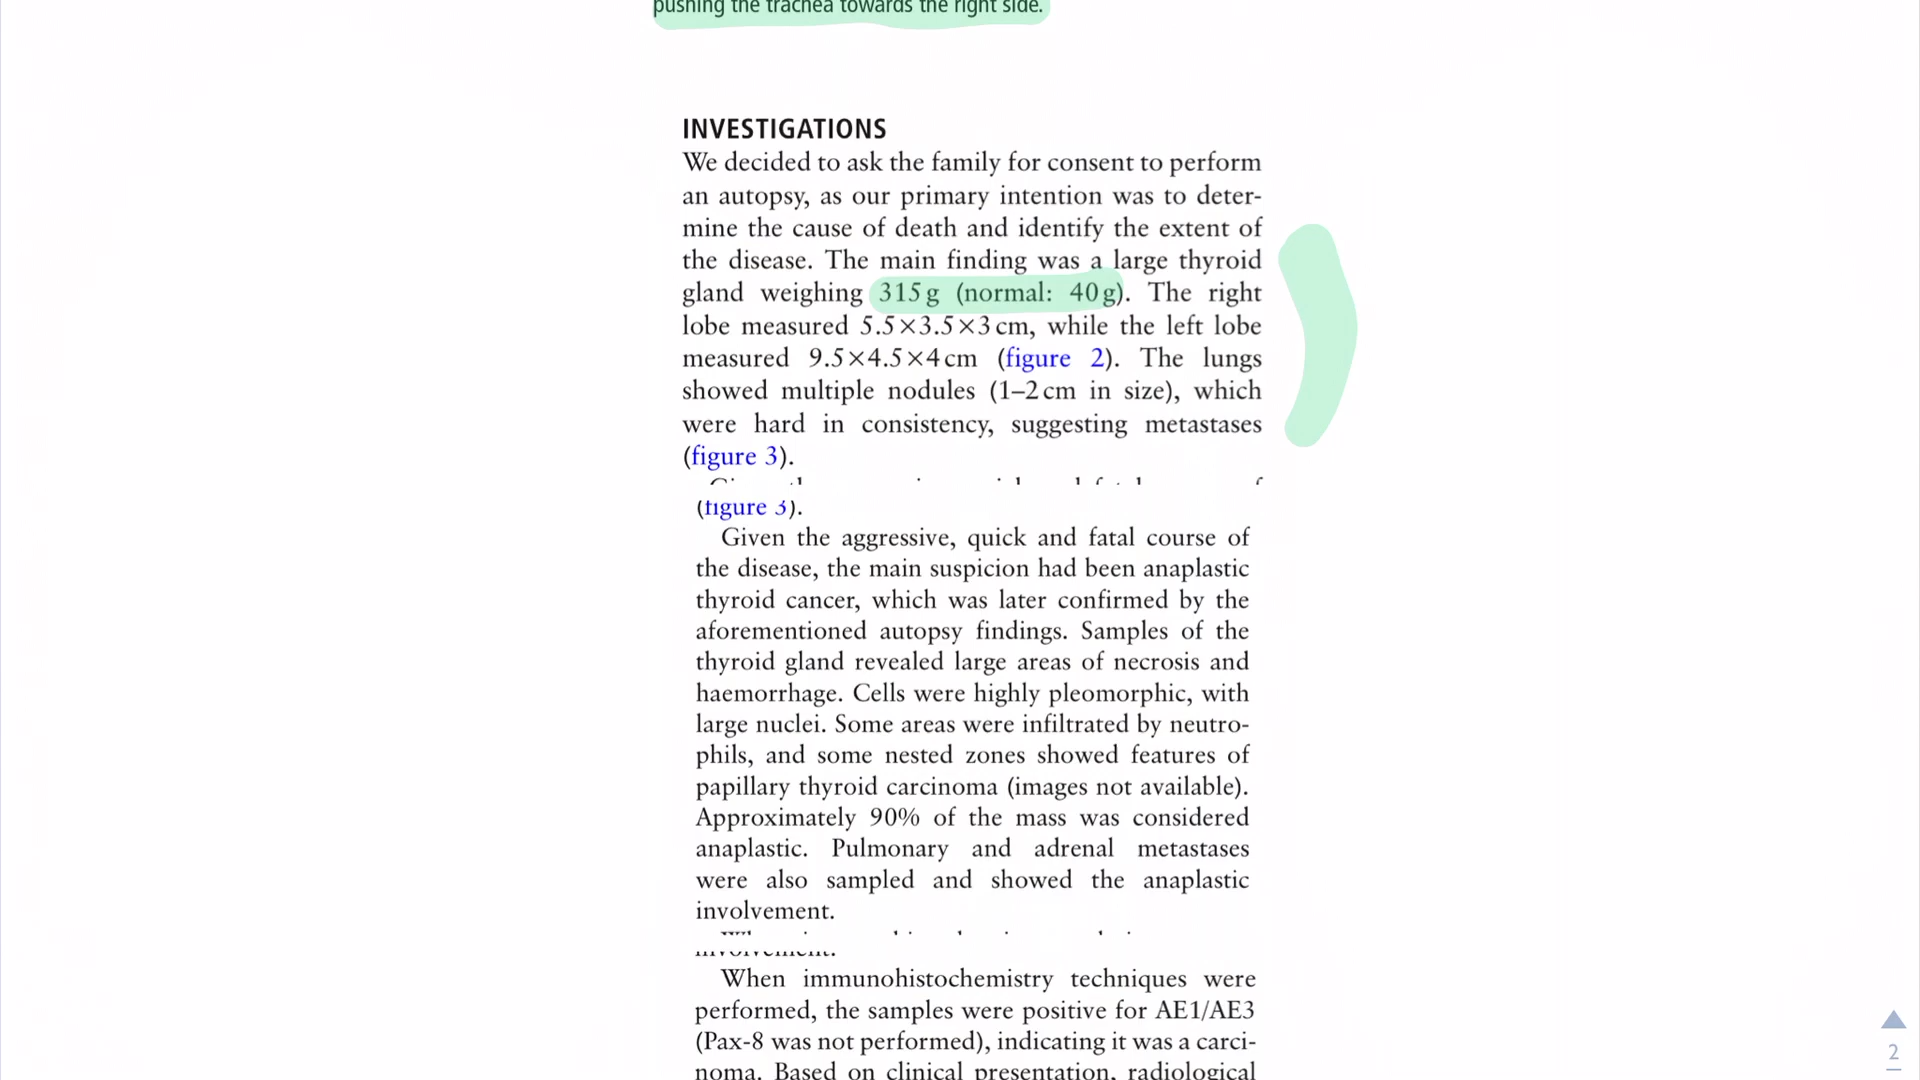 pushing the trachea towards the right side.
INVESTIGATIONS
We decided to ask the family for consent to perform
an autopsy, as our primary intention was to deter-
mine the cause of death and identify the extent of
the disease. The main finding was a large thyroid
gland weighing 315 g (normal: 40 g). The right
lobe measured 5.5×3.5×3 cm, while the left lobe
measured 9.5×4.5×4 cm (figure 2). The lungs
showed multiple nodules (1–2 cm in size), which
were hard in consistency, suggesting metastases
(figure 3).
(figure 3).
Given the aggressive, quick and fatal course of
the disease, the main suspicion had been anaplastic
thyroid cancer, which was later confirmed by the
aforementioned autopsy findings. Samples of the
thyroid gland revealed large areas of necrosis and
haemorrhage. Cells were highly pleomorphic, with
large nuclei. Some areas were infiltrated by neutro-
phils, and some nested zones showed features of
papillary thyroid carcinoma (images not available).
Approximately 90% of the mass was considered
anaplastic. Pulmonary and adrenal metastases
were also sampled and showed the anaplastic
involvement.
When immunohistochemistry techniques were
performed, the samples were positive for AE1/AE3
(Pax-8 was not performed), indicating it was a carci-
noma. Based on clinical presentation, radiological
2